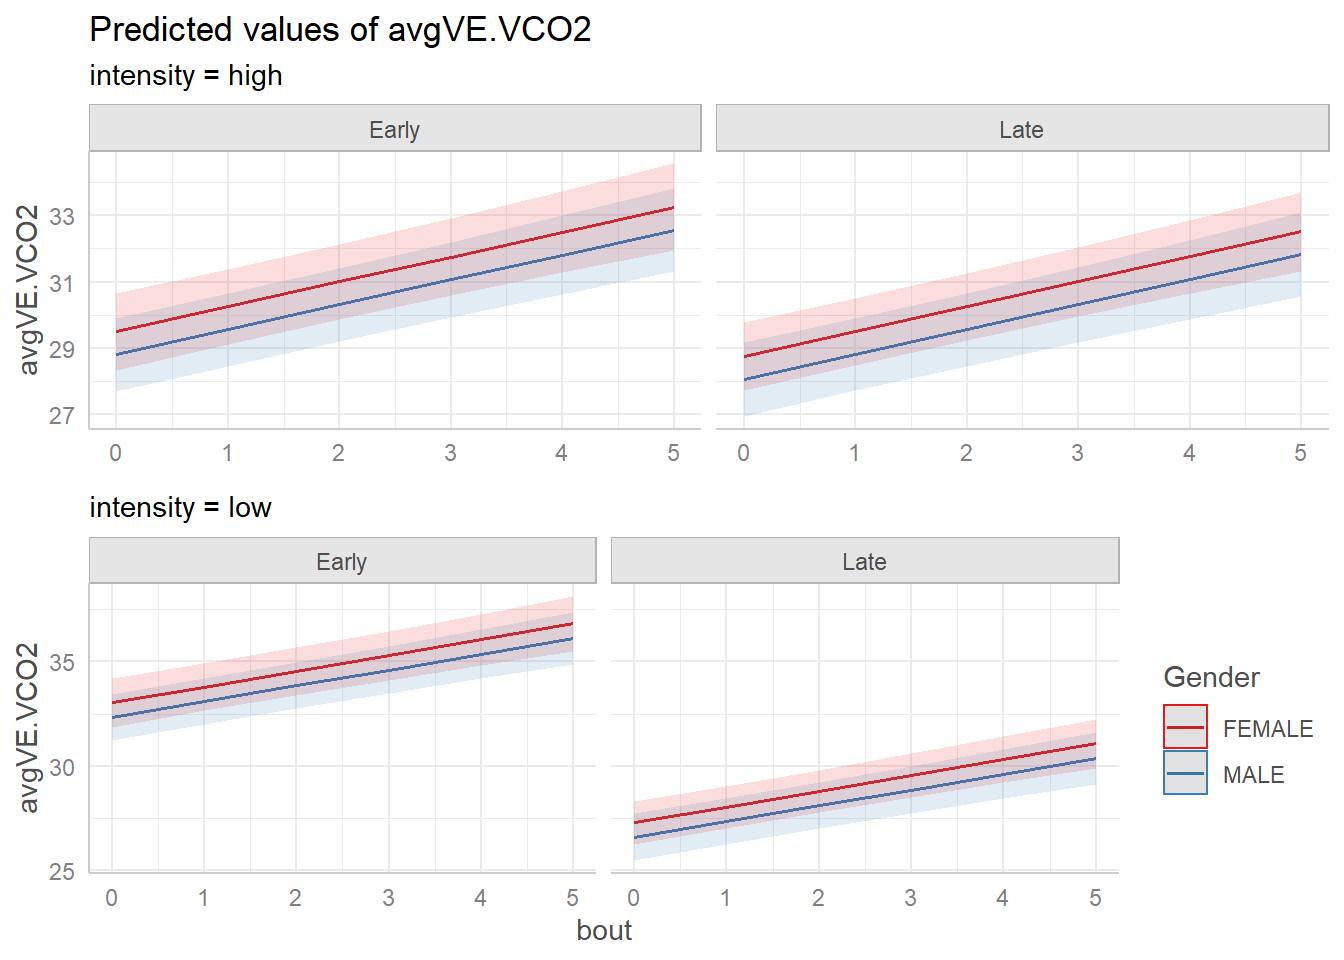 Predicted values of avgVE.VCO2
intensity = high
Early Late
avgVE.VCO2
33
31
29
27
0 1 2 3 4 5 0 1 2 3 4 5
intensity = low
Early Late
avgVE.VCO2
35
30
25
0 1 2 3 4 5 0 1 2 3 4 5
bout
Gender
FEMALE
MALE